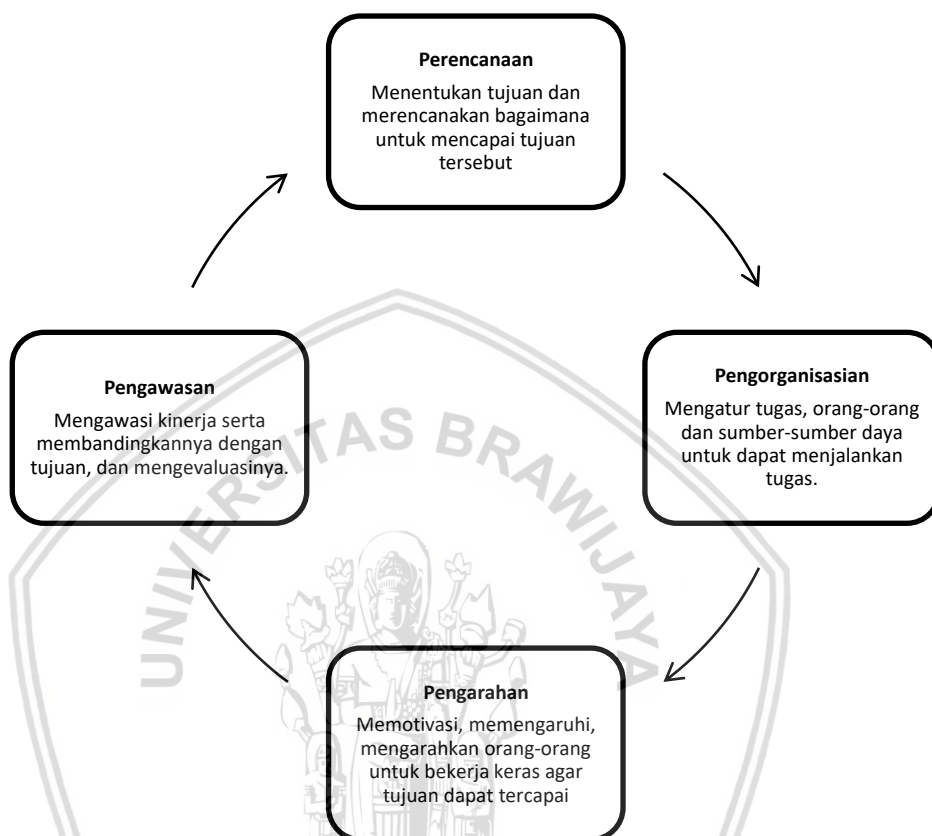 Perencanaan
Menentukan tujuan dan
merencanakan bagaimana
untuk mencapai tujuan
tersebut
Pengorganisasian
Mengatur tugas, orang-orang
dan sumber-sumber daya
untuk dapat menjalankan
tugas.
Pengarahan
Memotivasi, memengaruhi,
mengarahkan orang-orang
untuk bekerja keras agar
tujuan dapat tercapai
Pengawasan
Mengawasi kinerja serta
membandingkannya dengan
tujuan, dan mengevaluasinya.
UNIVERSITAS BRAWIJAYA